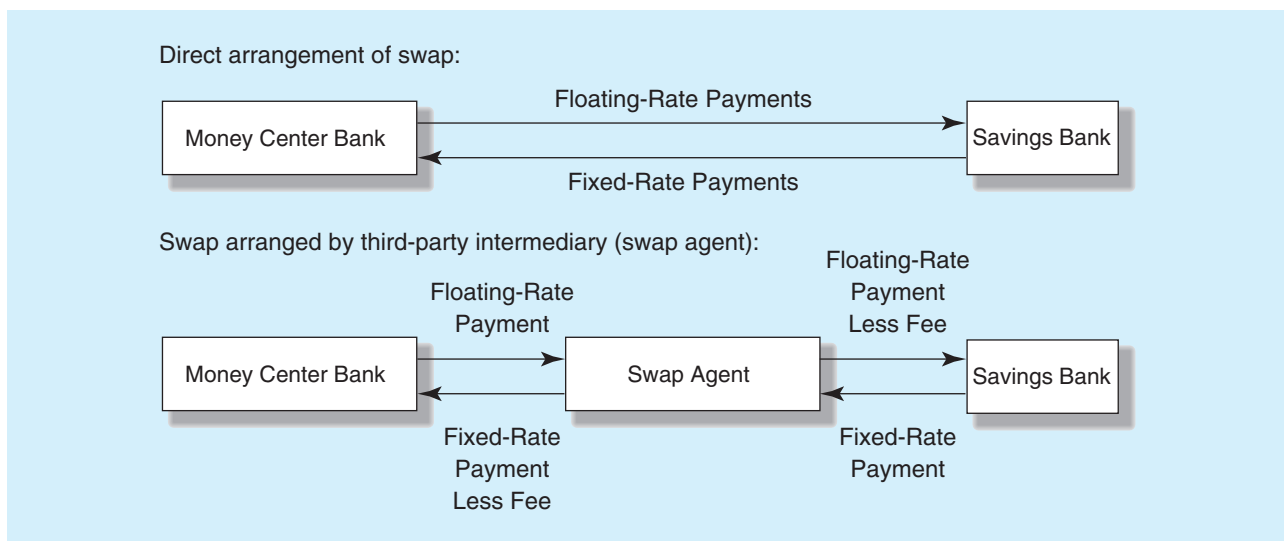 Direct arrangement of swap:
Floating-Rate Payments
Money Center Bank
Savings Bank
Fixed-Rate Payments
Swap arranged by third-party intermediary (swap agent):
Floating-Rate
Payment
Floating-Rate
Payment
Less Fee
Money Center Bank
Swap Agent
Savings Bank
Fixed-Rate
Payment
Less Fee
Fixed-Rate
Payment